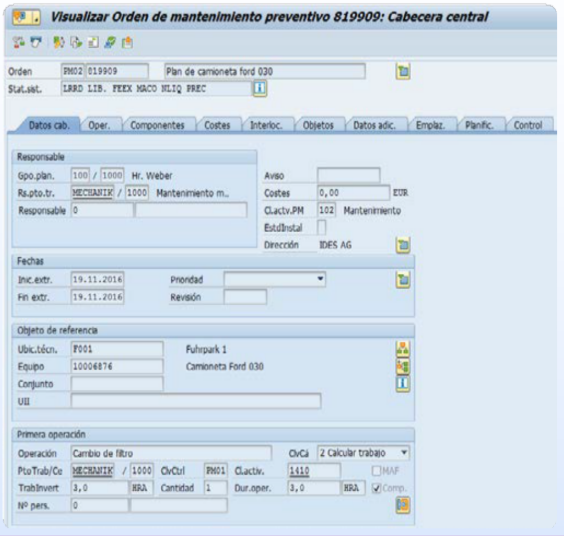 Visualizar Orden de mantenimiento preventivo 819909: Cabecera central
Orden PM02 819909 Plan de camioneta ford 030
Stat.sist. LRRD LIB. FEEX MACO NLIQ PREC
Datos cab. Oper. Componentes Costes Interloc. Objetos Datos adic. Emplaz. Planific. Control
Responsable
Gpo.plan. 100 / 1000 Hr. Weber Aviso
Rs.pto.tr. MECHANIK / 1000 Mantenimiento m... Costes 0,00 EUR
Responsable 0 Cl.actv.PM 102 Mantenimiento
EstdInstal
Dirección IDES AG
Fechas
Inic.extr. 19.11.2016 Prioridad
Fin extr. 19.11.2016 Revisión
Objeto de referencia
Ubic.técn. F001 Fuhrpark 1
Equipo 10006876 Camioneta Ford 030
Conjunto
UII
Primera operación
Operación Cambio de filtro ClvCá 2 Calcular trabajo
PtoTrab/Ce MECHANIK / 1000 ClvCtrl PM01 Cl.activ. 1410 MAF
TrabInvert 3,0 HRA Cantidad 1 Dur.oper. 3,0 HRA Comp.
Nº pers. 0